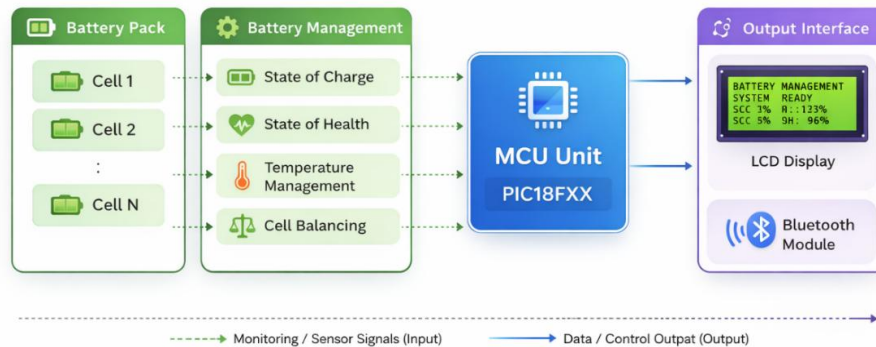 Battery Pack
Cell 1
Cell 2
:
Cell N
Battery Management
State of Charge
State of Health
Temperature
Management
Cell Balancing
MCU Unit
PIC18FXX
Output Interface
BATTERY MANAGEMENT
SYSTEM READY
SCC 3% R::123%
SCC 5% 9H: 96%
LCD Display
Bluetooth
Module
Monitoring / Sensor Signals (Input)
Data / Control Outpat (Output)